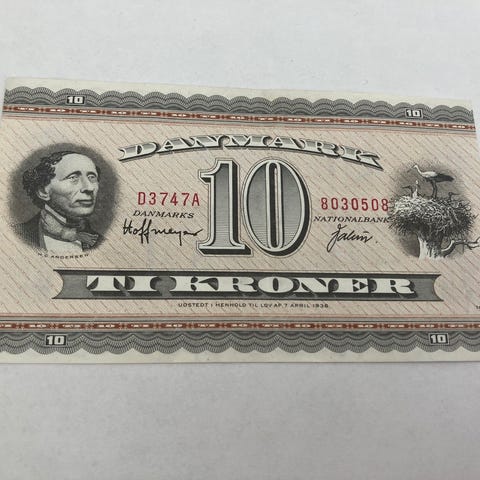 10 10
DANMARK
10
D3747A 8030508
DANMARKS NATIONALBANK
Hoffmeyer
H.C. ANDERSEN
TI KRONER
UDSTEDT I HENHOLD TIL LOV AF 7 APRIL 1936
10 10